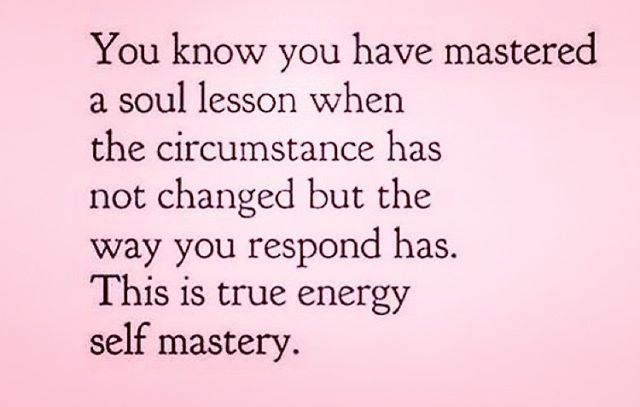 You know you have mastered
a soul lesson when
the circumstance has
not changed but the
way you respond has.
This is true energy
self mastery.